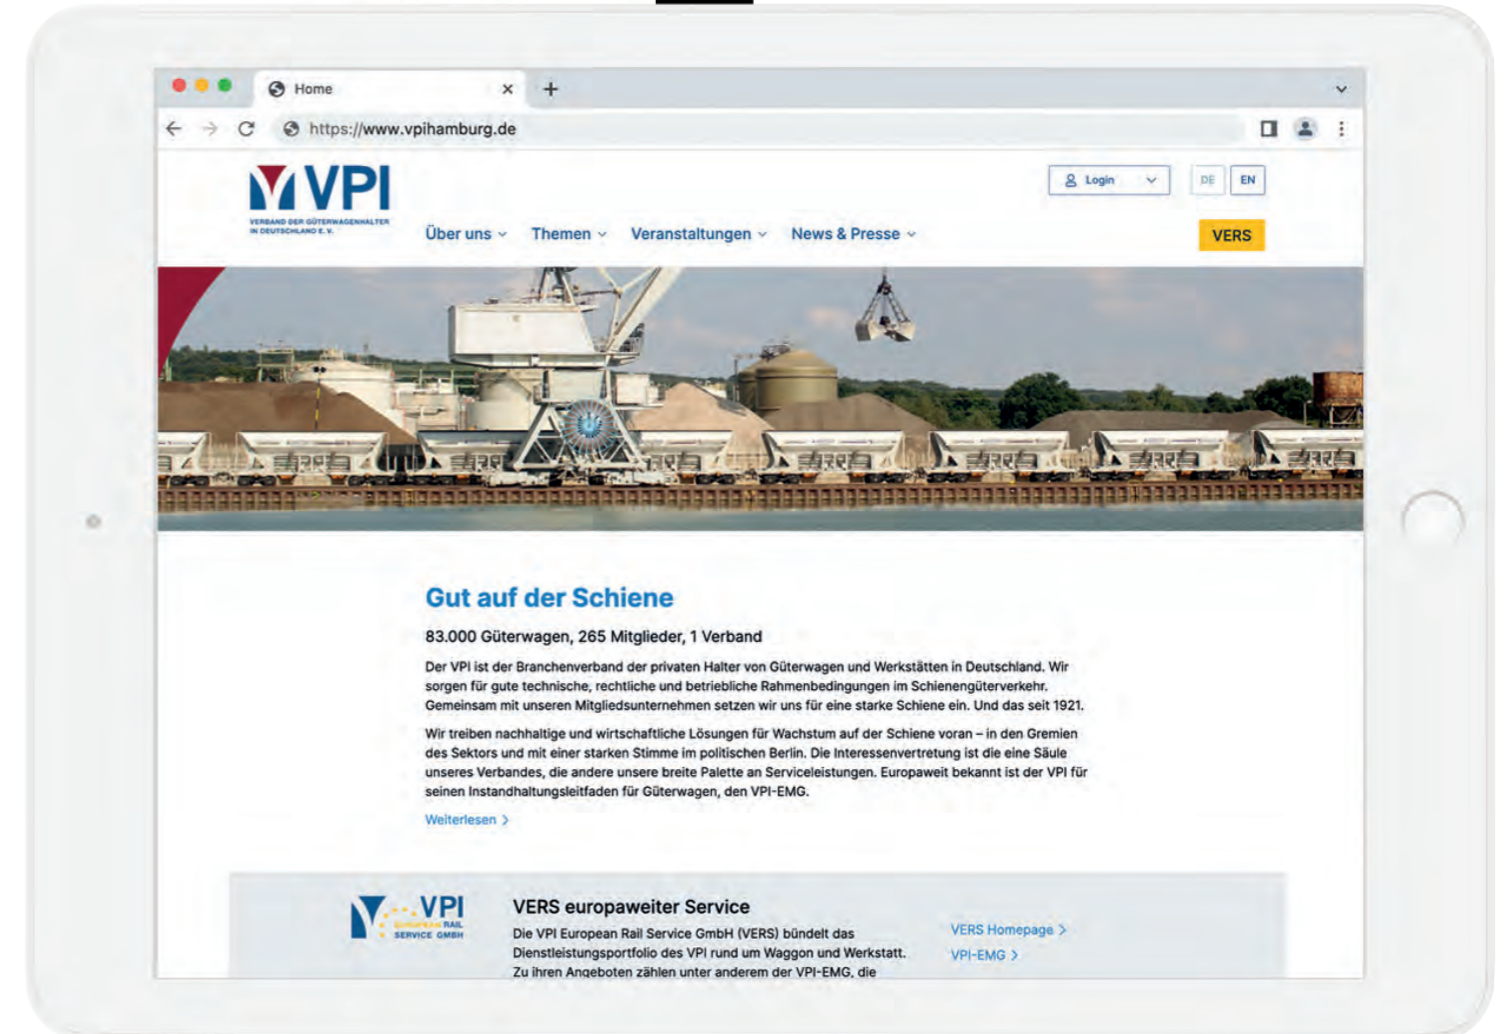 Home
https://www.vpihamburg.de
VPI
VERBAND DER GÜTERWAGENHALTER
IN DEUTSCHLAND E. V.
Login
DE
EN
Über uns
Themen
Veranstaltungen
News & Presse
VERS
Gut auf der Schiene
83.000 Güterwagen, 265 Mitglieder, 1 Verband
Der VPI ist der Branchenverband der privaten Halter von Güterwagen und Werkstätten in Deutschland. Wir
sorgen für gute technische, rechtliche und betriebliche Rahmenbedingungen im Schienengüterverkehr.
Gemeinsam mit unseren Mitgliedsunternehmen setzen wir uns für eine starke Schiene ein. Und das seit 1921.
Wir treiben nachhaltige und wirtschaftliche Lösungen für Wachstum auf der Schiene voran – in den Gremien
des Sektors und mit einer starken Stimme im politischen Berlin. Die Interessenvertretung ist die eine Säule
unseres Verbandes, die andere unsere breite Palette an Serviceleistungen. Europaweit bekannt ist der VPI für
seinen Instandhaltungsleitfaden für Güterwagen, den VPI-EMG.
Weiterlesen >
VPI
EUROPEAN RAIL
SERVICE GMBH
VERS europaweiter Service
Die VPI European Rail Service GmbH (VERS) bündelt das
Dienstleistungsportfolio des VPI rund um Waggon und Werkstatt.
Zu ihren Angeboten zählen unter anderem der VPI-EMG, die
VERS Homepage >
VPI-EMG >